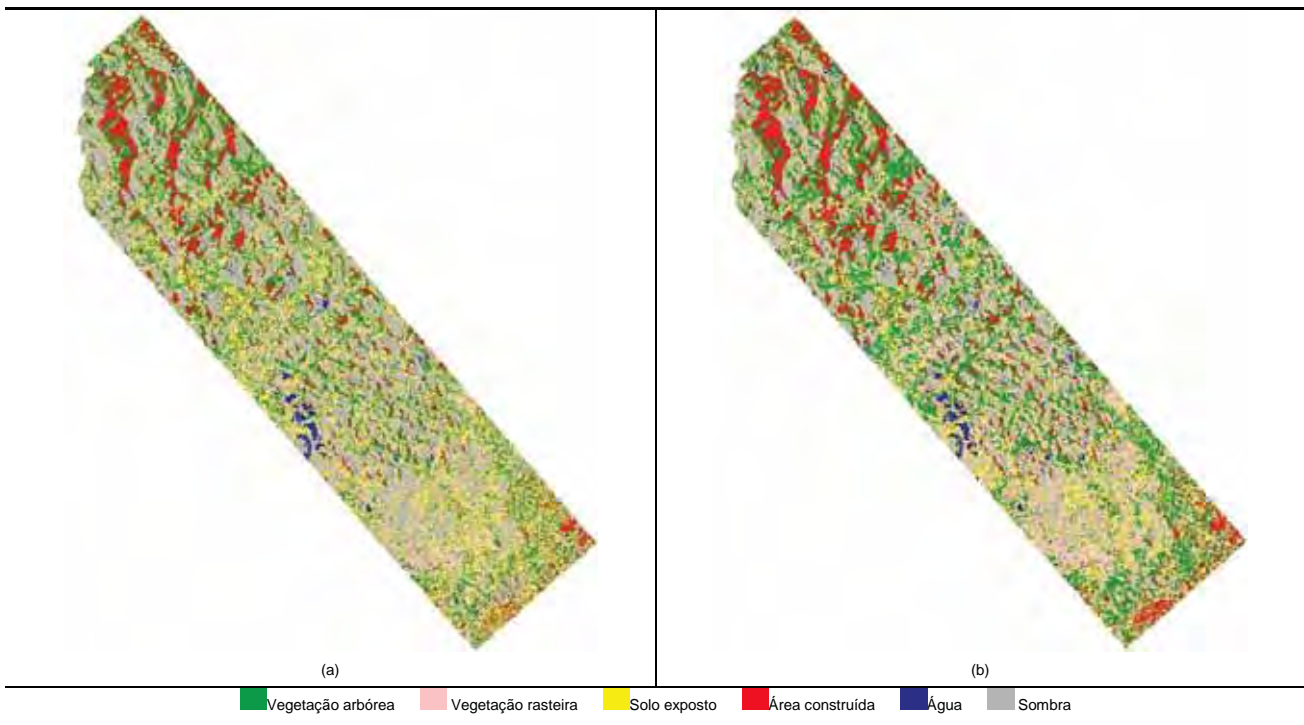 (a)
(b)
Vegetação arbórea Vegetação rasteira Solo exposto Área construída Água Sombra